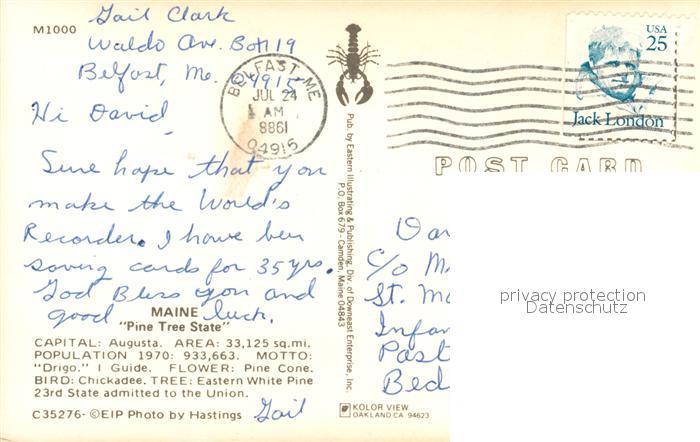 M1000
Gail Clark
Waldo Ave. Box 119
Belfast, Me. 04915
BELFAST ME
JUL 24
AM
1988
04915
USA
25
Jack London
Hi David,
POST CARD
Sure hope that you
make the World's
Recorder. I howe ben
saving cards for 35 yrs.
God Bless you and
good luck.
MAINE
"Pine Tree State"
CAPITAL: Augusta. AREA: 33,125 sq.mi.
POPULATION 1970: 933,663. MOTTO:
"Drigo." I Guide. FLOWER: Pine Cone.
BIRD: Chickadee. TREE: Eastern White Pine
23rd State admitted to the Union.
C35276- ©EIP Photo by Hastings
Gail
Pub. by Eastern Illustrating & Publishing, Div. of Downeast Enterprise, Inc.
P.O. Box 679 - Camden, Maine 04843
KOLOR VIEW
OAKLAND CA 94623
Da
C/o M
St. Ma
Infan
Past
Bed
privacy protection
Datenschutz